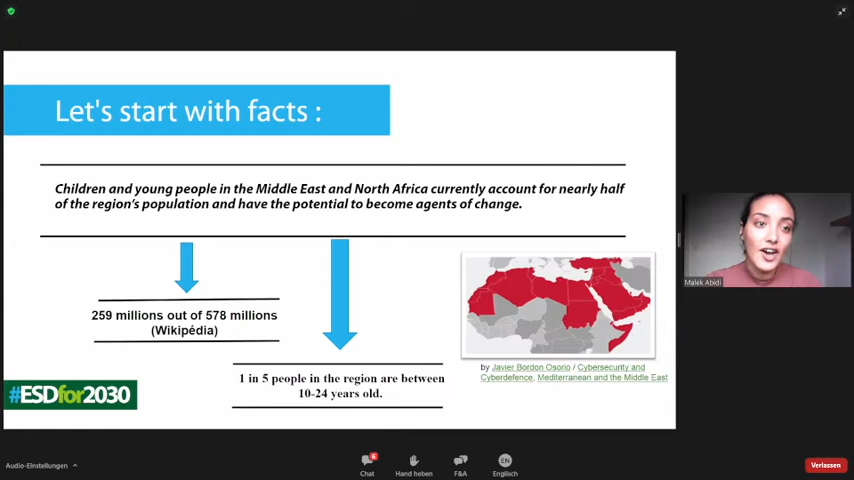 Let's start with facts :
Children and young people in the Middle East and North Africa currently account for nearly half
of the region's population and have the potential to become agents of change.
259 millions out of 578 millions
(Wikipédia)
1 in 5 people in the region are between
10-24 years old.
by Javier Bordon Osorio / Cybersecurity and
Cyberdefence, Mediterranean and the Middle East
#ESDfor2030
Malek Abidi
Audio-Einstellungen
6
Chat
Hand heben
F&A
EN
Englisch
Verlassen